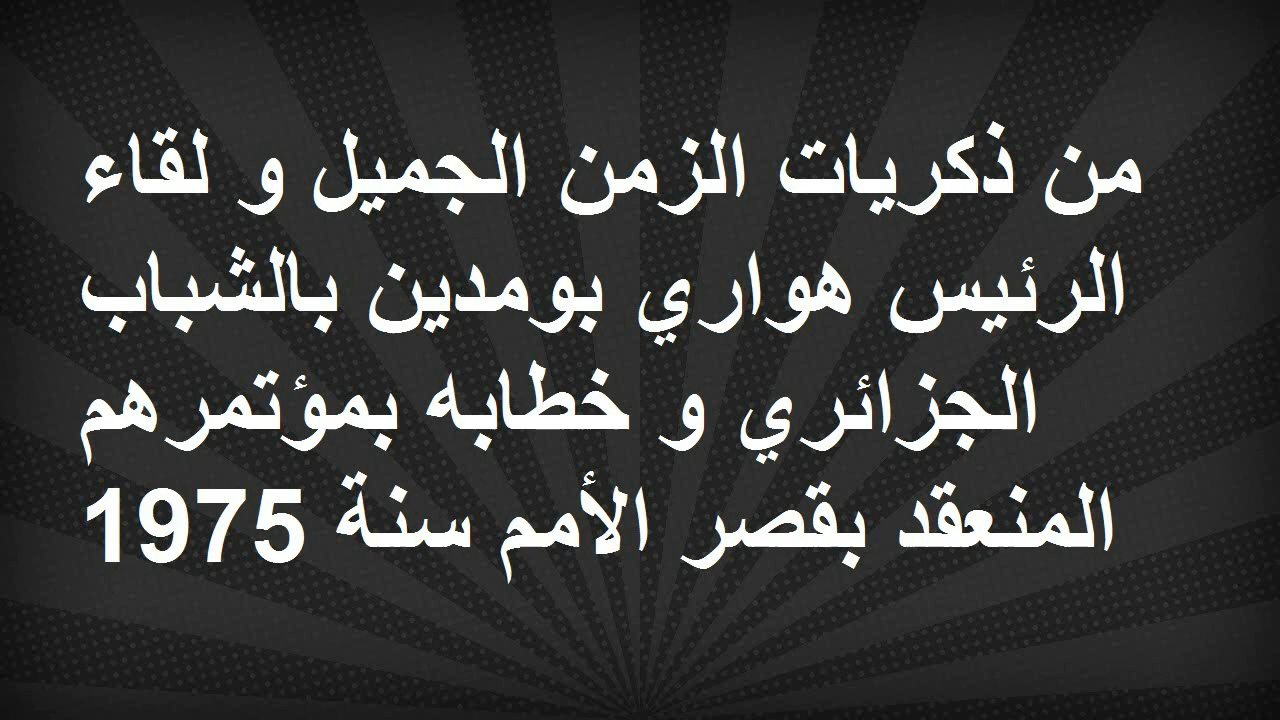 من ذكريات الزمن الجميل و لقاء
الرئيس هواري بومدين بالشباب
الجزائري و خطابه بمؤتمرهم
المنعقد بقصر الأمم سنة 1975